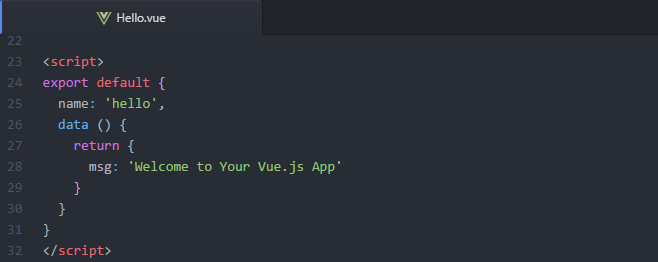 Hello.vue
22
23 <script>
24 export default {
25   name: 'hello',
26   data () {
27     return {
28       msg: 'Welcome to Your Vue.js App'
29     }
30   }
31 }
32 </script>